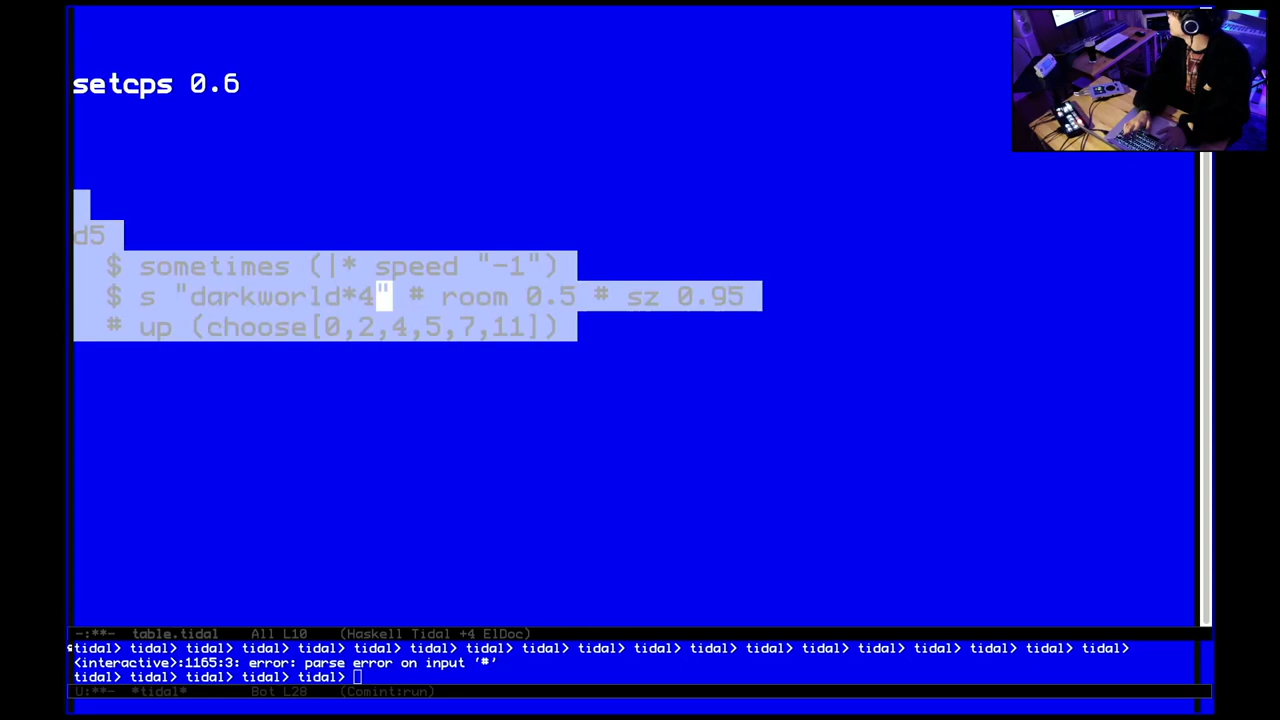 setcps 0.6
d5
$ sometimes (|* speed "-1")
$ s "darkworld*4" # room 0.5 # sz 0.95
# up (choose[0,2,4,5,7,11])
-:**-  table.tidal    All L10    (Haskell Tidal +4 ElDoc)
tidal> tidal> tidal> tidal> tidal> tidal> tidal> tidal> tidal> tidal> tidal> tidal> tidal> tidal> tidal> tidal> tidal> tidal> tidal>
<interactive>:1165:3: error: parse error on input ‘#’
tidal> tidal> tidal> tidal> tidal>
U:**-  *tidal*        Bot L28    (Comint:run)